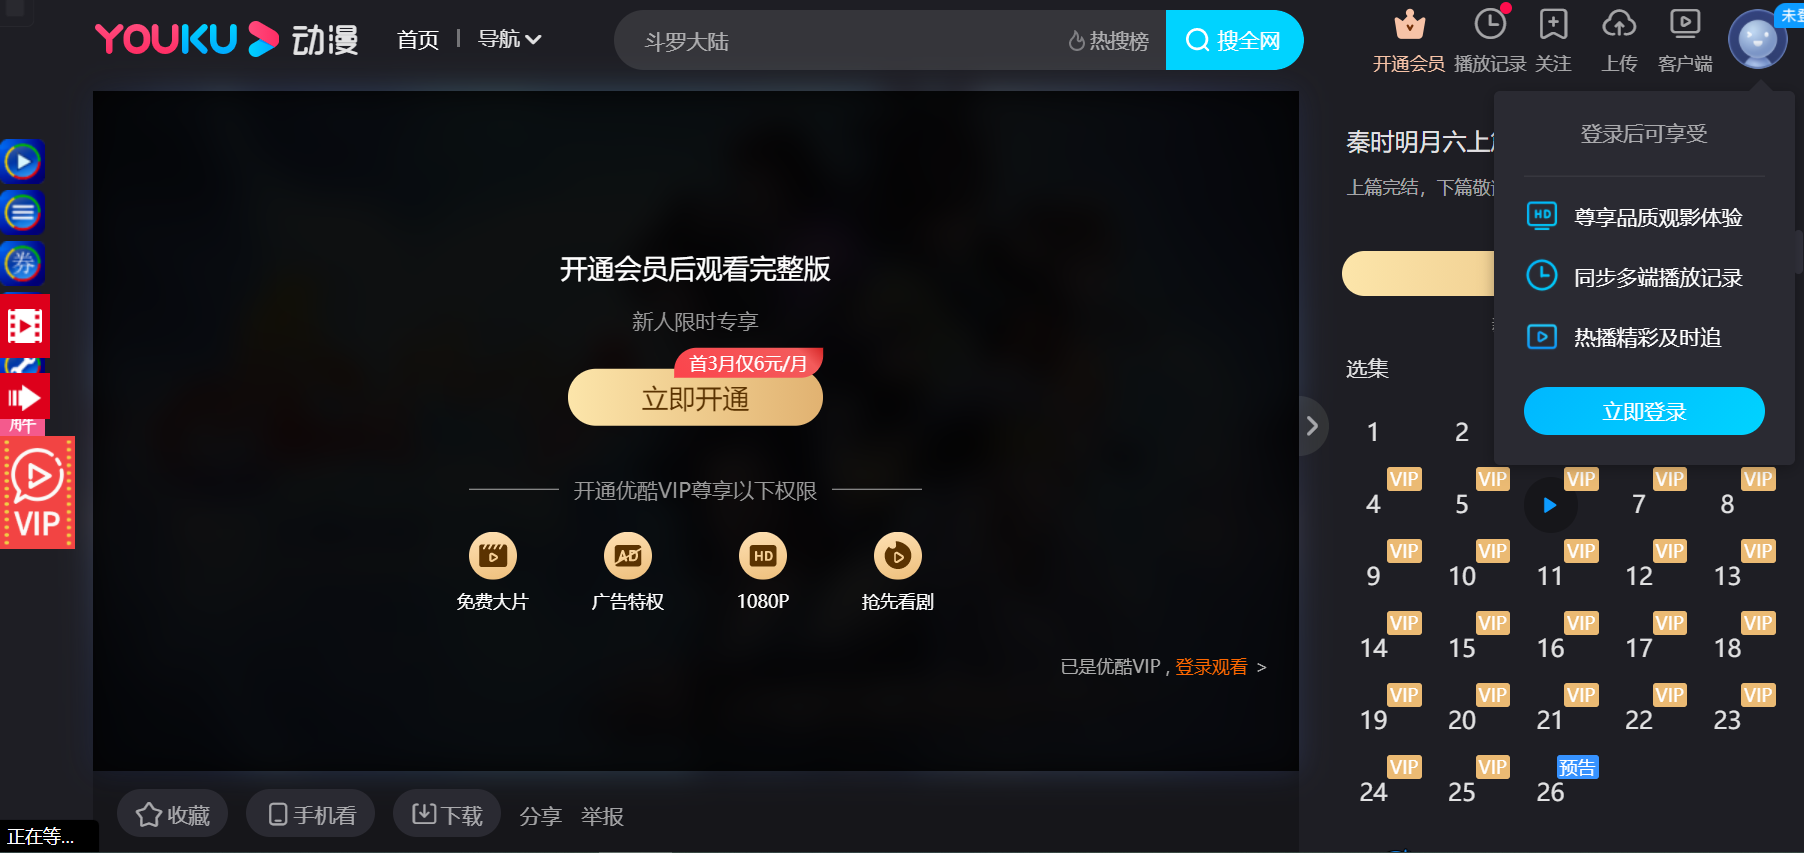 YOUKU 动漫
首页
导航
斗罗大陆
热搜榜
搜全网
开通会员
播放记录
关注
上传
客户端
券
解
VIP
开通会员后观看完整版
新人限时专享
首3月仅6元/月
立即开通
开通优酷VIP尊享以下权限
AD
HD
免费大片
广告特权
1080P
抢先看剧
已是优酷VIP , 登录观看 >
收藏
手机看
下载
分享
举报
正在等...
秦时明月六上
上篇完结，下篇敬
登录后可享受
HD
尊享品质观影体验
同步多端播放记录
热播精彩及时追
立即登录
选集
1 2
VIP VIP VIP VIP VIP
4 5 7 8
VIP VIP VIP VIP VIP
9 10 11 12 13
VIP VIP VIP VIP VIP
14 15 16 17 18
VIP VIP VIP VIP VIP
19 20 21 22 23
VIP VIP 预告
24 25 26